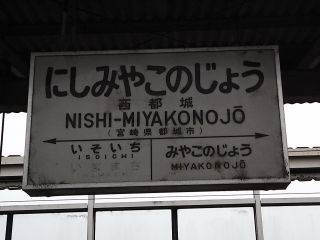 にしみやこのじょう
西都城
NISHI-MIYAKONOJŌ
(宮崎県都城市)
いそいち みやこのじょう
ISOICHI MIYAKONOJŌ